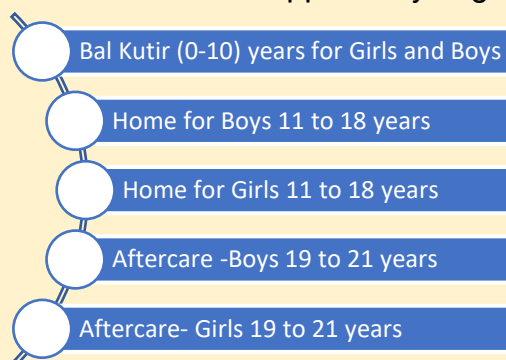 Bal Kutir (0-10) years for Girls and Boys
Home for Boys 11 to 18 years
Home for Girls 11 to 18 years
Aftercare -Boys 19 to 21 years
Aftercare- Girls 19 to 21 years